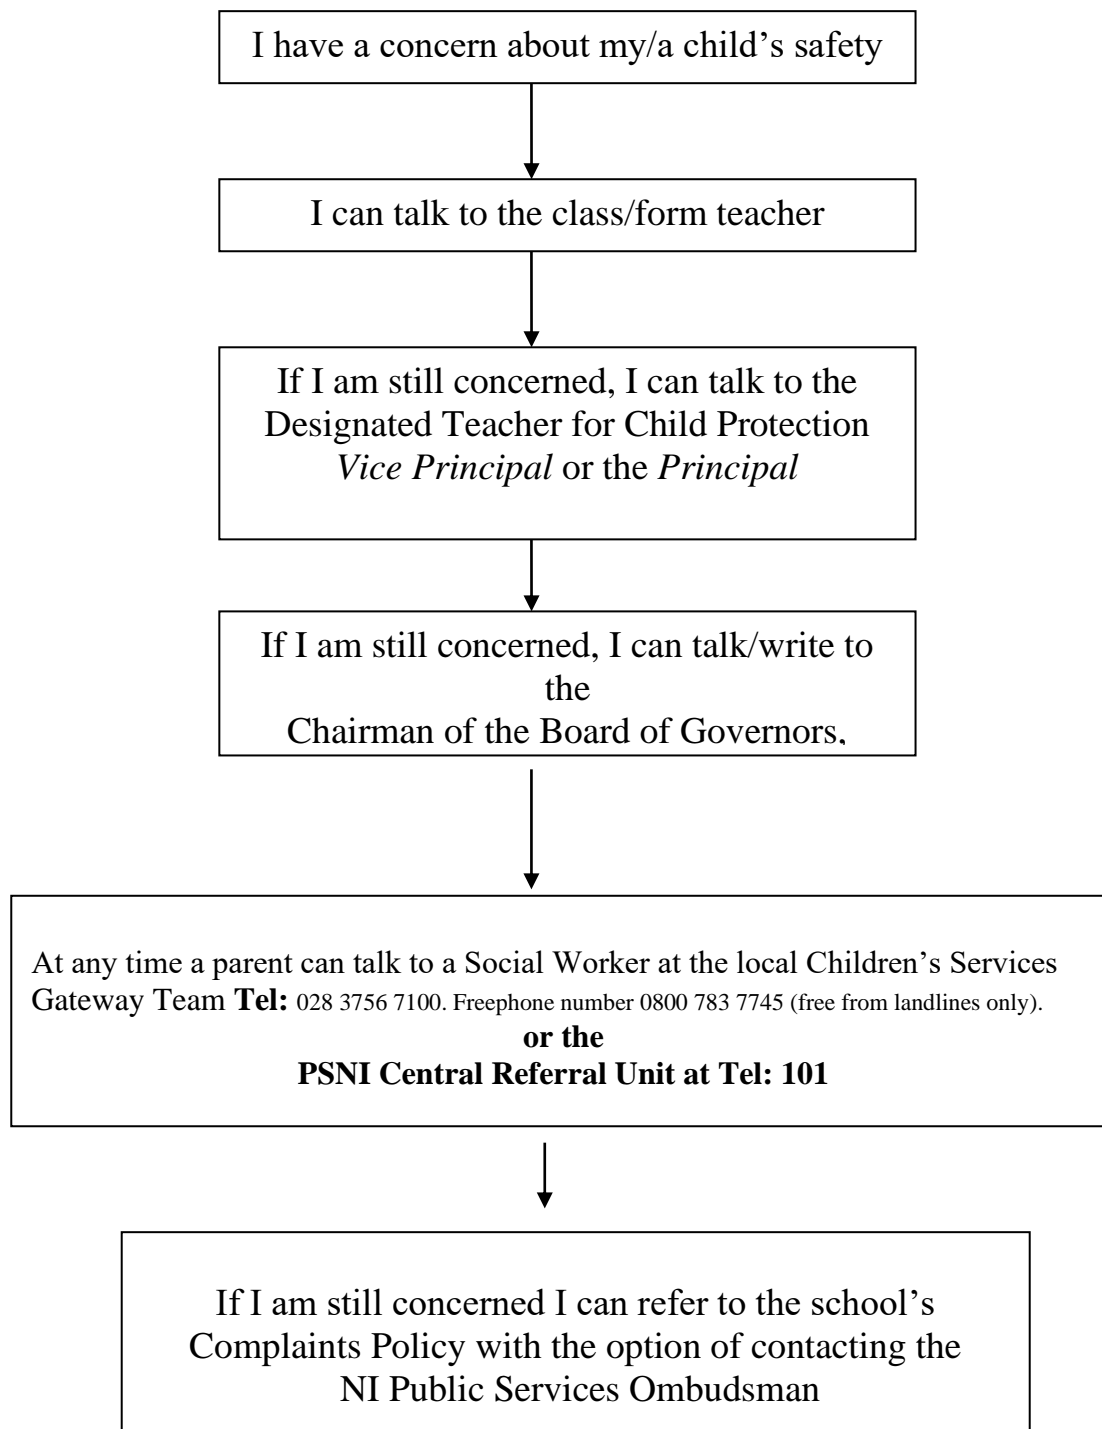 I have a concern about my/a child’s safety
I can talk to the class/form teacher
If I am still concerned, I can talk to the
Designated Teacher for Child Protection
Vice Principal or the Principal
If I am still concerned, I can talk/write to
the
Chairman of the Board of Governors,
At any time a parent can talk to a Social Worker at the local Children’s Services
Gateway Team Tel: 028 3756 7100. Freephone number 0800 783 7745 (free from landlines only).
or the
PSNI Central Referral Unit at Tel: 101
If I am still concerned I can refer to the school’s
Complaints Policy with the option of contacting the
NI Public Services Ombudsman